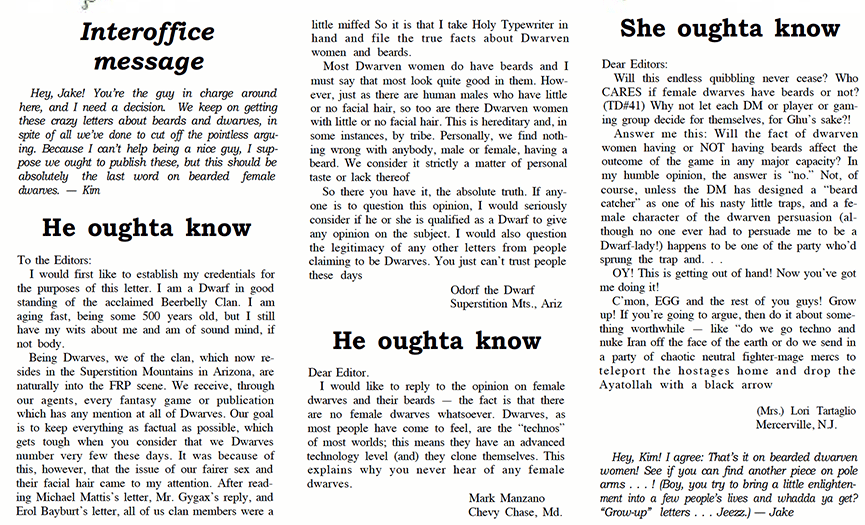 Interoffice
message
Hey, Jake! You're the guy in charge around
here, and I need a decision. We keep on getting
these crazy letters about beards and dwarves, in
spite of all we've done to cut off the pointless argu-
ing. Because I can't help being a nice guy, I sup-
pose we ought to publish these, but this should be
absolutely the last word on bearded female
dwarves. — Kim
He oughta know
To the Editors:
I would first like to establish my credentials for
the purposes of this letter. I am a Dwarf in good
standing of the acclaimed Beerbelly Clan. I am
aging fast, being some 500 years old, but I still
have my wits about me and am of sound mind, if
not body.
Being Dwarves, we of the clan, which now re-
sides in the Superstition Mountains in Arizona, are
naturally into the FRP scene. We receive, through
our agents, every fantasy game or publication
which has any mention at all of Dwarves. Our goal
is to keep everything as factual as possible, which
gets tough when you consider that we Dwarves
number very few these days. It was because of
this, however, that the issue of our fairer sex and
their facial hair came to my attention. After read-
ing Michael Mattis's letter, Mr. Gygax's reply, and
Erol Bayburt's letter, all of us clan members were a
little miffed So it is that I take Holy Typewriter in
hand and file the true facts about Dwarven
women and beards.
Most Dwarven women do have beards and I
must say that most look quite good in them. How-
ever, just as there are human males who have little
or no facial hair, so too are there Dwarven women
with little or no facial hair. This is hereditary and, in
some instances, by tribe. Personally, we find noth-
ing wrong with anybody, male or female, having a
beard. We consider it strictly a matter of personal
taste or lack thereof
So there you have it, the absolute truth. If any-
one is to question this opinion, I would seriously
consider if he or she is qualified as a Dwarf to give
any opinion on the subject. I would also question
the legitimacy of any other letters from people
claiming to be Dwarves. You just can't trust people
these days
Odorf the Dwarf
Superstition Mts., Ariz
He oughta know
Dear Editor.
I would like to reply to the opinion on female
dwarves and their beards — the fact is that there
are no female dwarves whatsoever. Dwarves, as
most people have come to feel, are the “technos”
of most worlds; this means they have an advanced
technology level (and) they clone themselves. This
explains why you never hear of any female
dwarves.
Mark Manzano
Chevy Chase, Md.
She oughta know
Dear Editors:
Will this endless quibbling never cease? Who
CARES if female dwarves have beards or not?
(TD#41) Why not let each DM or player or gam-
ing group decide for themselves, for Ghu's sake?!
Answer me this: Will the fact of dwarven
women having or NOT having beards affect the
outcome of the game in any major capacity? In
my humble opinion, the answer is “no.” Not, of
course, unless the DM has designed a “beard
catcher” as one of his nasty little traps, and a fe-
male character of the dwarven persuasion (al-
though no one ever had to persuade me to be a
Dwarf-lady!) happens to be one of the party who'd
sprung the trap and. . .
OY! This is getting out of hand! Now you've got
me doing it!
C'mon, EGG and the rest of you guys! Grow
up! If you're going to argue, then do it about some-
thing worthwhile — like “do we go techno and
nuke Iran off the face of the earth or do we send in
a party of chaotic neutral fighter-mage mercs to
teleport the hostages home and drop the
Ayatollah with a black arrow
(Mrs.) Lori Tartaglio
Mercerville, N.J.
Hey, Kim! I agree: That's it on bearded dwarven
women! See if you can find another piece on pole
arms . . . ! (Boy, you try to bring a little enlighten-
ment into a few people's lives and whadda ya get?
“Grow-up” letters . . . Jeezz.) — Jake